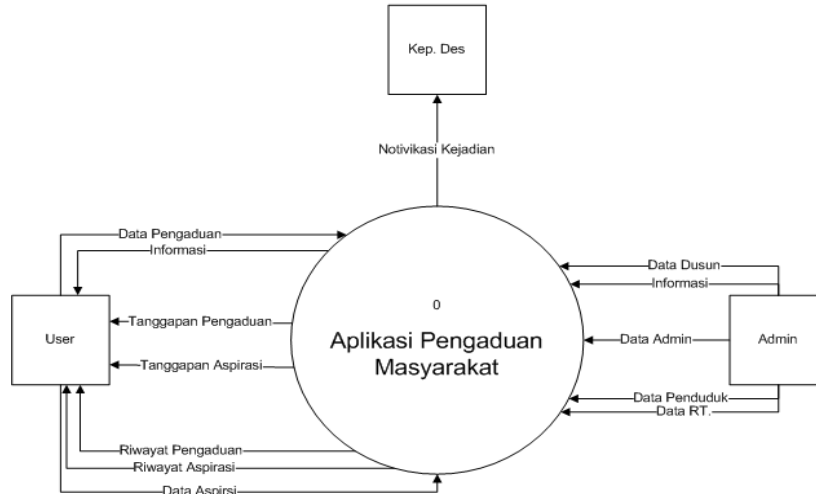 Kep. Des
Notivikasi Kejadian
Data Pengaduan
Informasi
User
Tanggapan Pengaduan
Tanggapan Aspirasi
Riwayat Pengaduan
Riwayat Aspirasi
Data Aspirsi
0
Aplikasi Pengaduan
Masyarakat
Data Dusun
Informasi
Data Admin
Admin
Data Penduduk
Data RT.